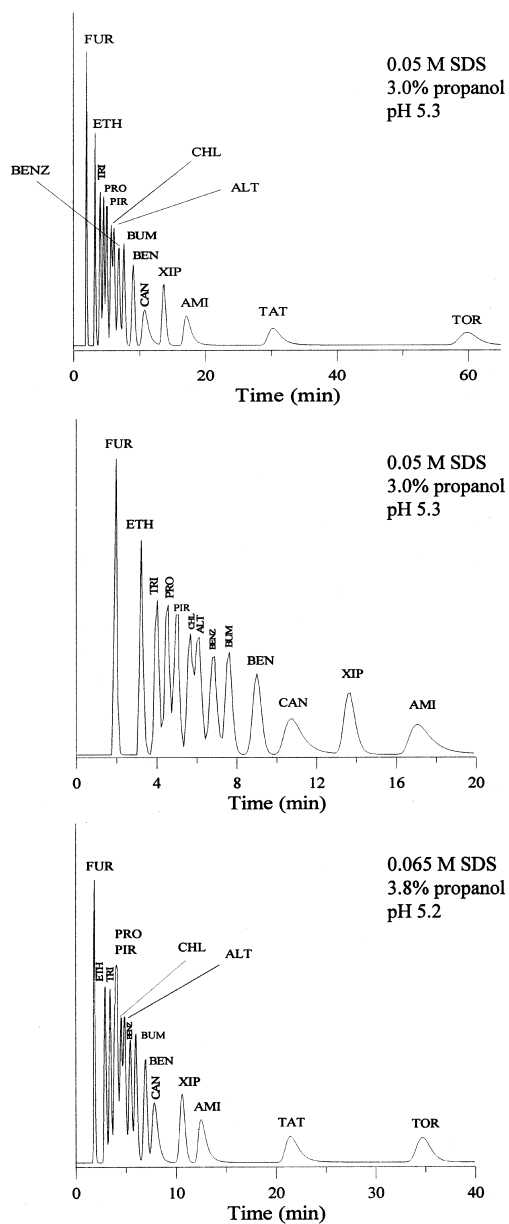 FUR
0.05 M SDS
3.0% propanol
pH 5.3
ETH
CHL
BENZ
TRI
PRO
PIR
ALT
BUM
BEN
XIP
CAN
AMI
TAT
TOR
0 20 40 60
Time (min)
FUR
0.05 M SDS
3.0% propanol
pH 5.3
ETH
TRI
PRO
PIR
CHL
ALT
BENZ
BUM
BEN
CAN
XIP
AMI
0 4 8 12 16 20
Time (min)
FUR
0.065 M SDS
3.8% propanol
pH 5.2
PRO
PIR
CHL
ALT
ETH
TRI
BENZ
BUM
BEN
CAN
XIP
AMI
TAT
TOR
0 10 20 30 40
Time (min)